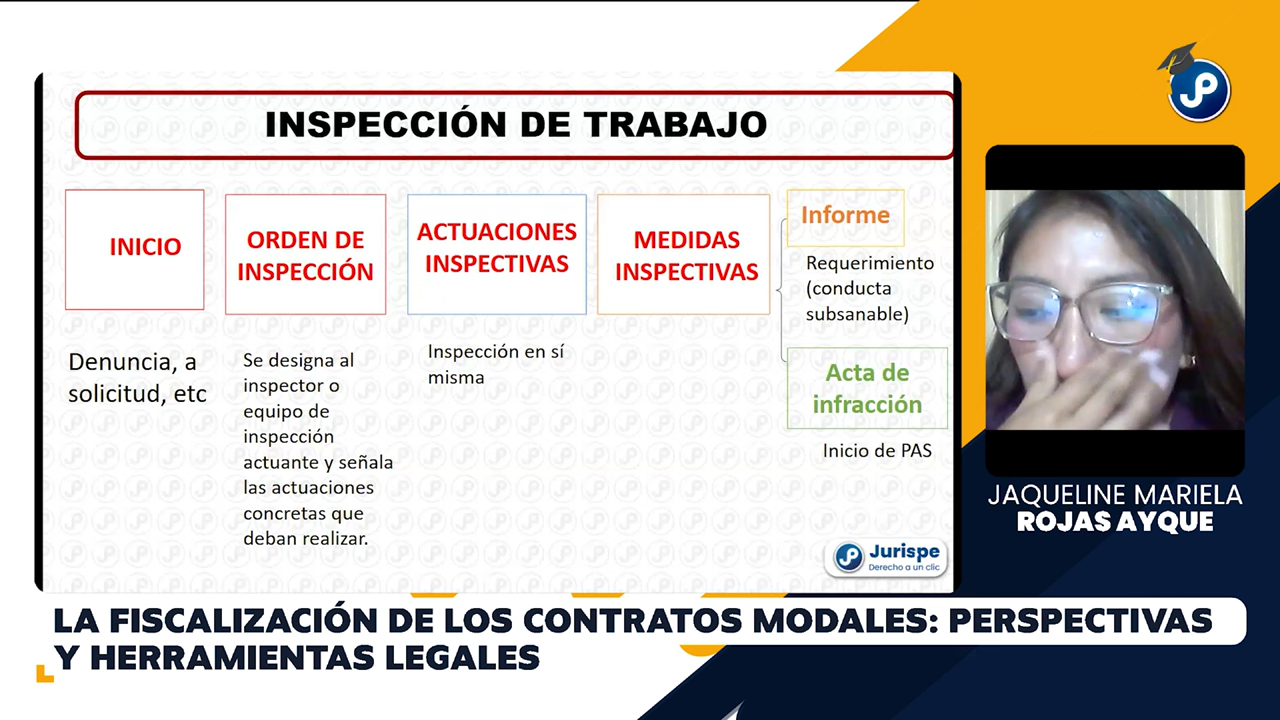 INSPECCIÓN DE TRABAJO
INICIO
Denuncia, a
solicitud, etc
ORDEN DE
INSPECCIÓN
Se designa al
inspector o
equipo de
inspección
actuante y señala
las actuaciones
concretas que
deban realizar.
ACTUACIONES
INSPECTIVAS
Inspección en sí
misma
MEDIDAS
INSPECTIVAS
Informe
Requerimiento
(conducta
subsanable)
Acta de
infracción
Inicio de PAS
JP
Jurispe
Derecho a un clic
JP
JAQUELINE MARIELA
ROJAS AYQUE
LA FISCALIZACIÓN DE LOS CONTRATOS MODALES: PERSPECTIVAS
Y HERRAMIENTAS LEGALES